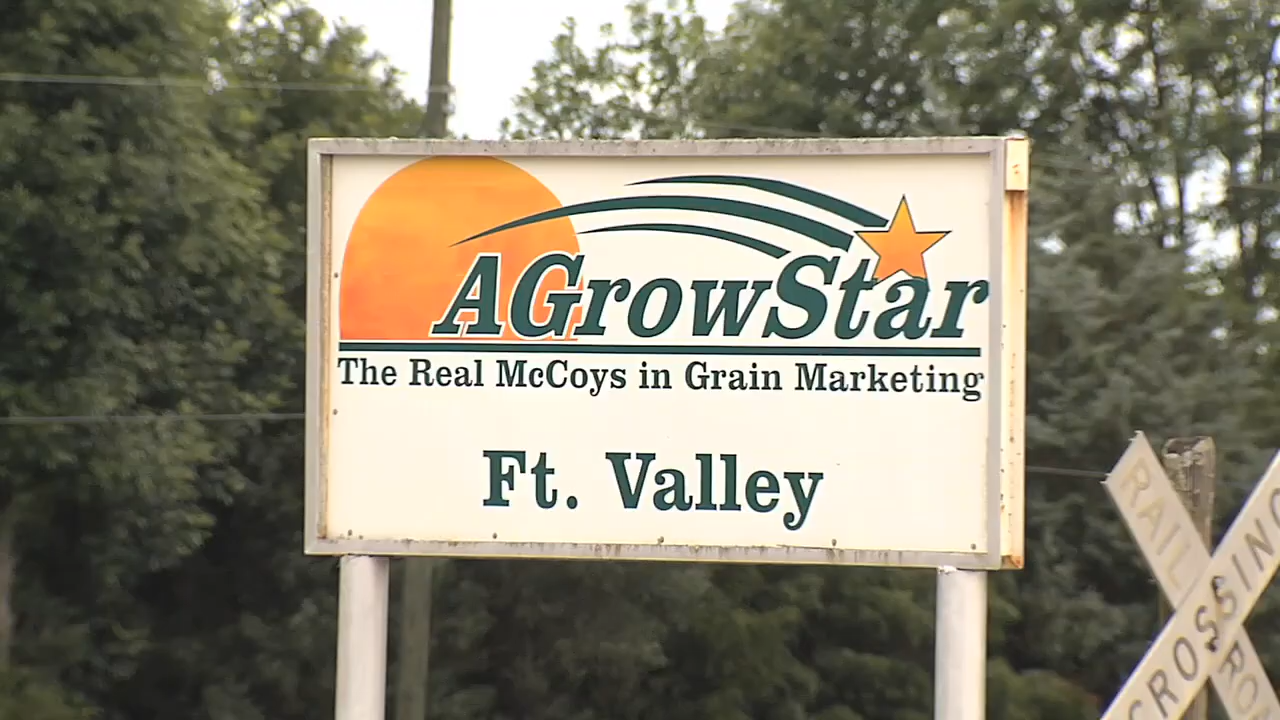 AGrowStar
The Real McCoys in Grain Marketing
Ft. Valley
RAIL
CROSSING